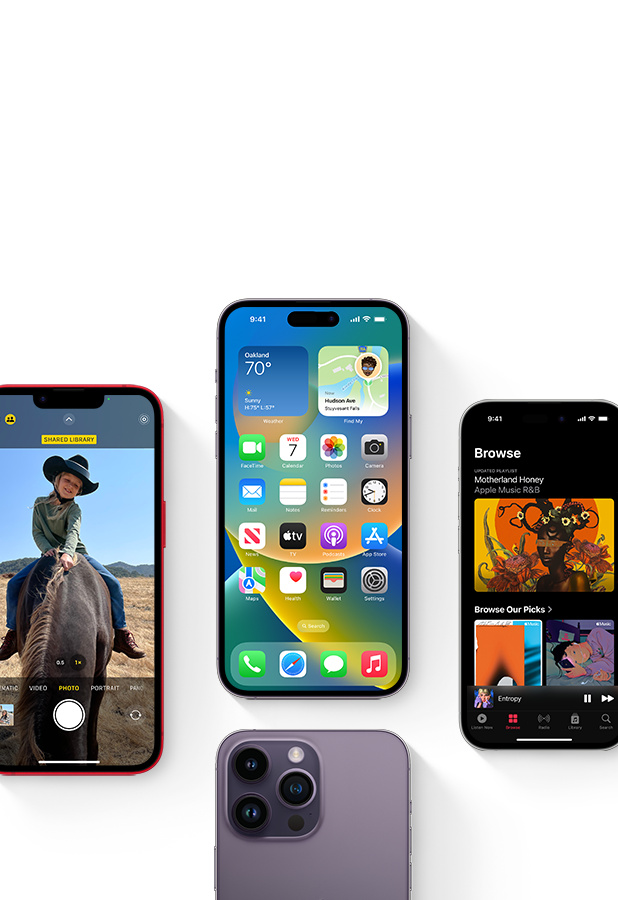 9:41
Oakland
70°
Sunny
H:75° L:57°
Weather
Now
Hudson Ave
Stuyvesant Falls
Find My
FaceTime
WED
7
Calendar
Photos
Camera
Mail
Notes
Reminders
Clock
News
tv
TV
Podcasts
App Store
Maps
Health
Wallet
Settings
Search
SHARED LIBRARY
0.5 1×
MATIC VIDEO PHOTO PORTRAIT PANO
9:41
Browse
UPDATED PLAYLIST
Motherland Honey
Apple Music R&B
Browse Our Picks >
Music
Music
Entropy
Listen Now Browse Radio Library Search